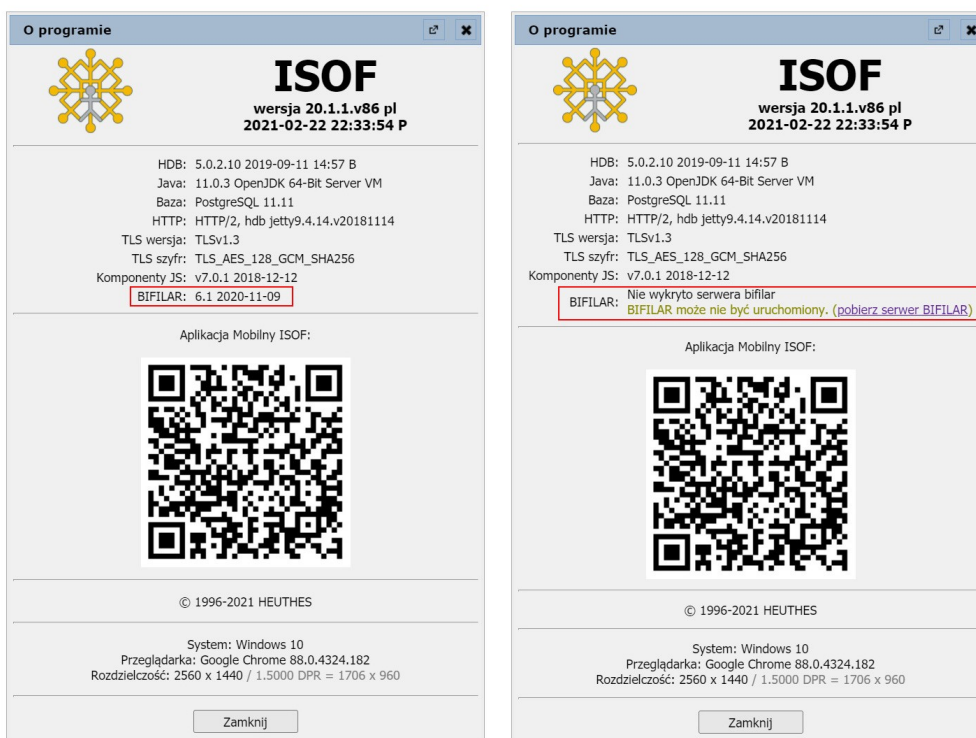 O programie
ISOF
wersja 20.1.1.v86 pl
2021-02-22 22:33:54 P
HDB: 5.0.2.10 2019-09-11 14:57 B
Java: 11.0.3 OpenJDK 64-Bit Server VM
Baza: PostgreSQL 11.11
HTTP: HTTP/2, hdb jetty9.4.14.v20181114
TLS wersja: TLSv1.3
TLS szyfr: TLS_AES_128_GCM_SHA256
Komponenty JS: v7.0.1 2018-12-12
BIFILAR: 6.1 2020-11-09
Aplikacja Mobilny ISOF:
© 1996-2021 HEUTHES
System: Windows 10
Przeglądarka: Google Chrome 88.0.4324.182
Rozdzielczość: 2560 x 1440 / 1.5000 DPR = 1706 x 960
Zamknij
O programie
ISOF
wersja 20.1.1.v86 pl
2021-02-22 22:33:54 P
HDB: 5.0.2.10 2019-09-11 14:57 B
Java: 11.0.3 OpenJDK 64-Bit Server VM
Baza: PostgreSQL 11.11
HTTP: HTTP/2, hdb jetty9.4.14.v20181114
TLS wersja: TLSv1.3
TLS szyfr: TLS_AES_128_GCM_SHA256
Komponenty JS: v7.0.1 2018-12-12
BIFILAR: Nie wykryto serwera bifilar
BIFILAR może nie być uruchomiony. (pobierz serwer BIFILAR)
Aplikacja Mobilny ISOF:
© 1996-2021 HEUTHES
System: Windows 10
Przeglądarka: Google Chrome 88.0.4324.182
Rozdzielczość: 2560 x 1440 / 1.5000 DPR = 1706 x 960
Zamknij